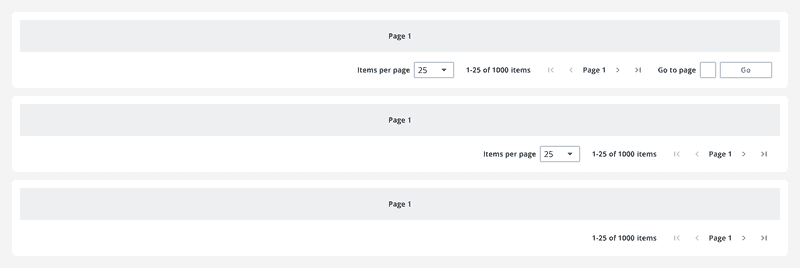 Page 1
Items per page 25 1-25 of 1000 items Page 1 Go to page Go
Page 1
Items per page 25 1-25 of 1000 items Page 1
Page 1
1-25 of 1000 items Page 1